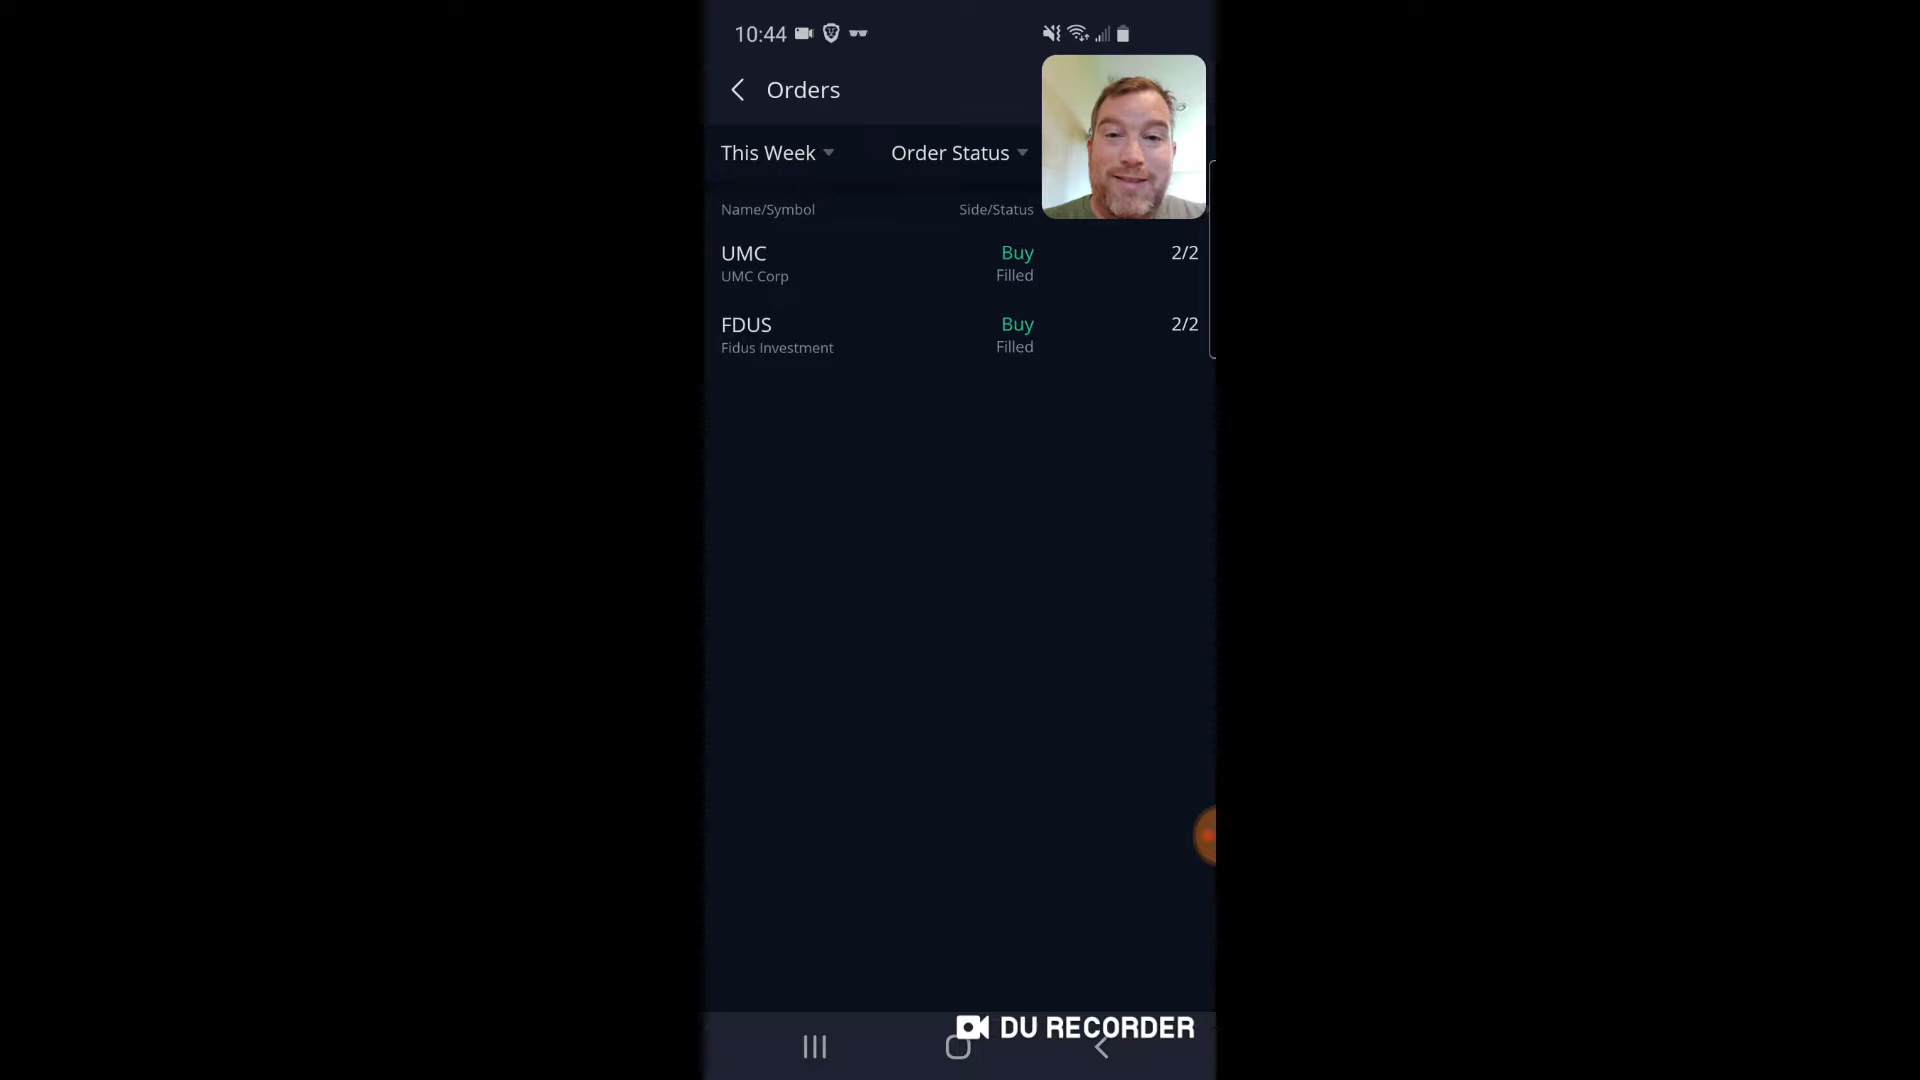 10:44
Orders
This Week Order Status
Name/Symbol Side/Status
UMC Buy 2/2
UMC Corp Filled
FDUS Buy 2/2
Fidus Investment Filled
DU RECORDER